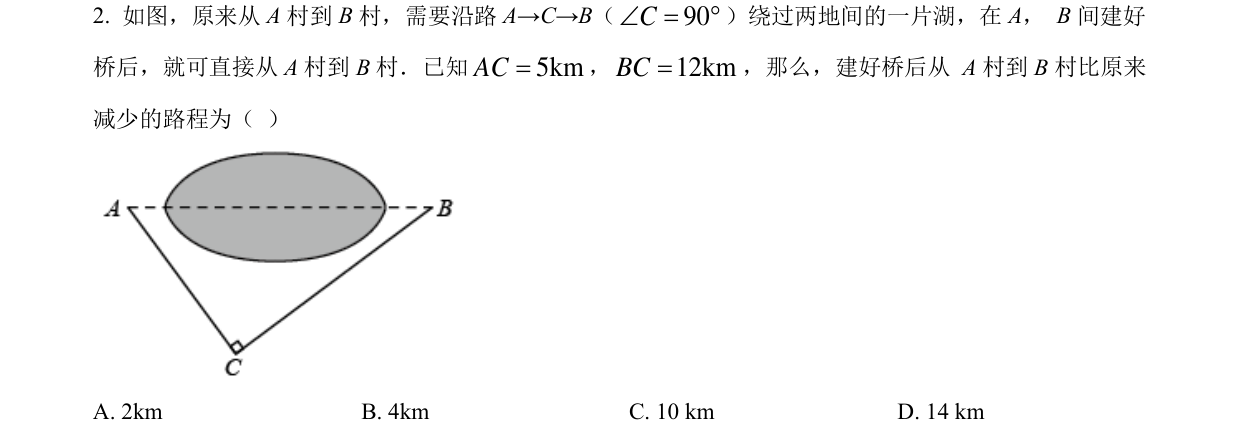 2. 如图，原来从 A 村到 B 村，需要沿路 A→C→B（∠C＝90°）绕过两地间的一片湖，在 A， B 间建好
桥后，就可直接从 A 村到 B 村．已知 AC＝5km，BC＝12km，那么，建好桥后从 A 村到 B 村比原来
减少的路程为（ ）
A B
C
A. 2km B. 4km C. 10 km D. 14 km